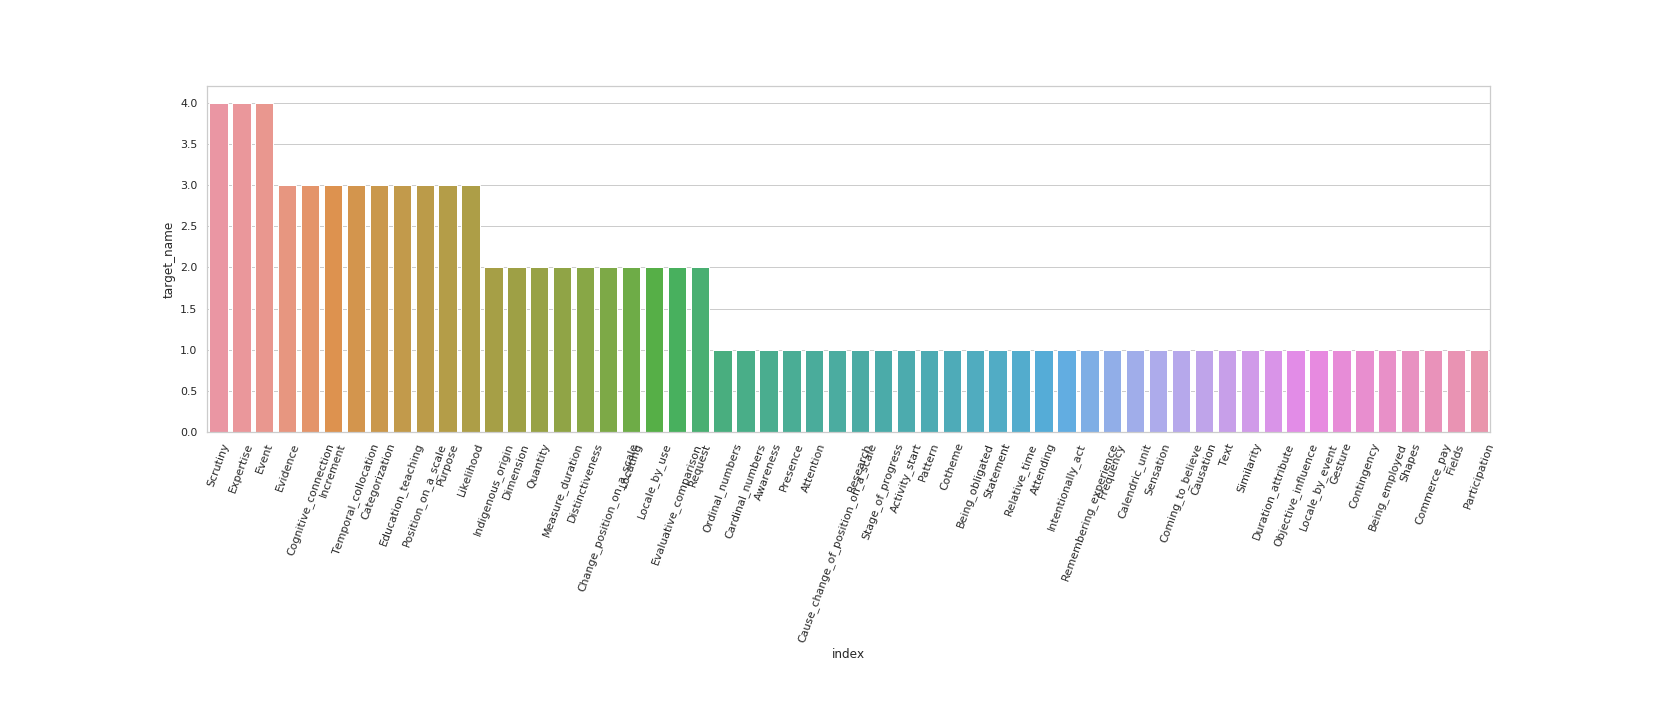 4.0
3.5
3.0
2.5
2.0
1.5
1.0
0.5
0.0
target_name
Scrutiny
Expertise
Event
Evidence
Cognitive_connection
Increment
Temporal_collocation
Categorization
Education_teaching
Position_on_a_scale
Purpose
Likelihood
Indigenous_origin
Dimension
Quantity
Measure_duration
Distinctiveness
Change_position_on_a_scale
Locating
Locale_by_use
Evaluative_comparison
Request
Ordinal_numbers
Cardinal_numbers
Awareness
Presence
Attention
Cause_change_of_position_on_a_scale
Research
Stage_of_progress
Activity_start
Pattern
Cotheme
Being_obligated
Statement
Relative_time
Attending
Intentionally_act
Remembering_experience
Frequency
Calendric_unit
Sensation
Coming_to_believe
Causation
Text
Similarity
Duration_attribute
Objective_influence
Locale_by_event
Gesture
Contingency
Being_employed
Shapes
Commerce_pay
Fields
Participation
index